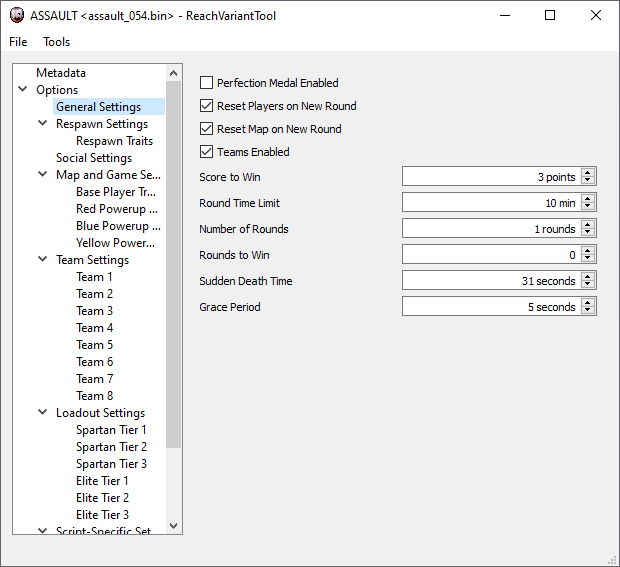 ASSAULT <assault_054.bin> - ReachVariantTool
File Tools
Metadata
Options
General Settings
Respawn Settings
Respawn Traits
Social Settings
Map and Game Se...
Base Player Tr...
Red Powerup ...
Blue Powerup ...
Yellow Power...
Team Settings
Team 1
Team 2
Team 3
Team 4
Team 5
Team 6
Team 7
Team 8
Loadout Settings
Spartan Tier 1
Spartan Tier 2
Spartan Tier 3
Elite Tier 1
Elite Tier 2
Elite Tier 3
Script-Specific Set
Perfection Medal Enabled
Reset Players on New Round
Reset Map on New Round
Teams Enabled
Score to Win 3 points
Round Time Limit 10 min
Number of Rounds 1 rounds
Rounds to Win 0
Sudden Death Time 31 seconds
Grace Period 5 seconds